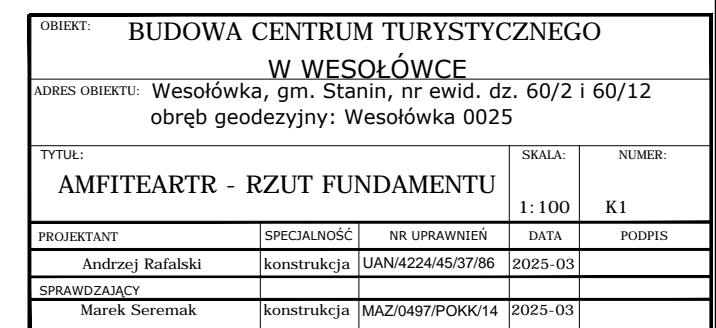 OBIEKT: BUDOWA CENTRUM TURYSTYCZNEGO
W WESOŁÓWCE
ADRES OBIEKTU: Wesołówka, gm. Stanin, nr ewid. dz. 60/2 i 60/12
obręb geodezyjny: Wesołówka 0025
TYTUŁ: SKALA: NUMER:
AMFITEARTR - RZUT FUNDAMENTU
1:100 K1
PROJEKTANT SPECJALNOŚĆ NR UPRAWNIEŃ DATA PODPIS
Andrzej Rafalski konstrukcja UAN/4224/45/37/86 2025-03
SPRAWDZAJĄCY
Marek Seremak konstrukcja MAZ/0497/POKK/14 2025-03